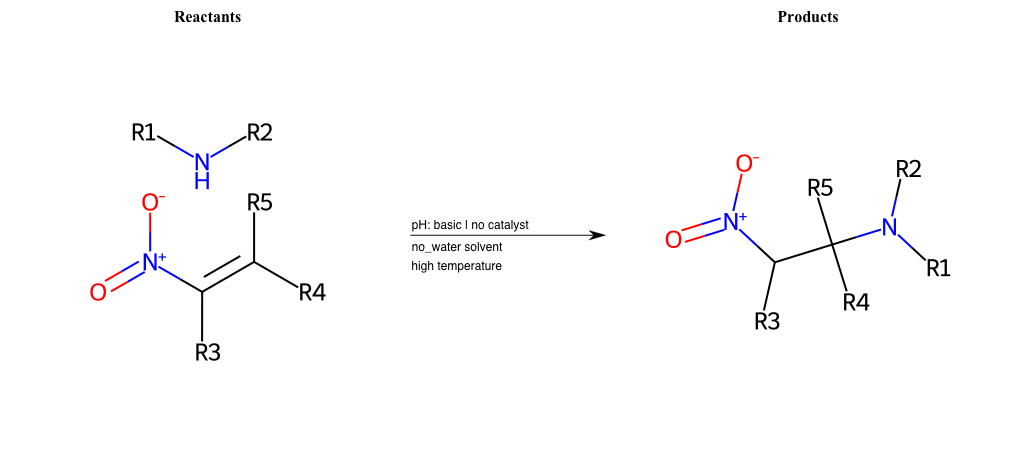 Reactants
Products
R1
R2
N
H
O-
R5
N+
O
R4
R3
pH: basic | no catalyst
no_water solvent
high temperature
O-
R2
R5
N+
N
O
R1
R4
R3